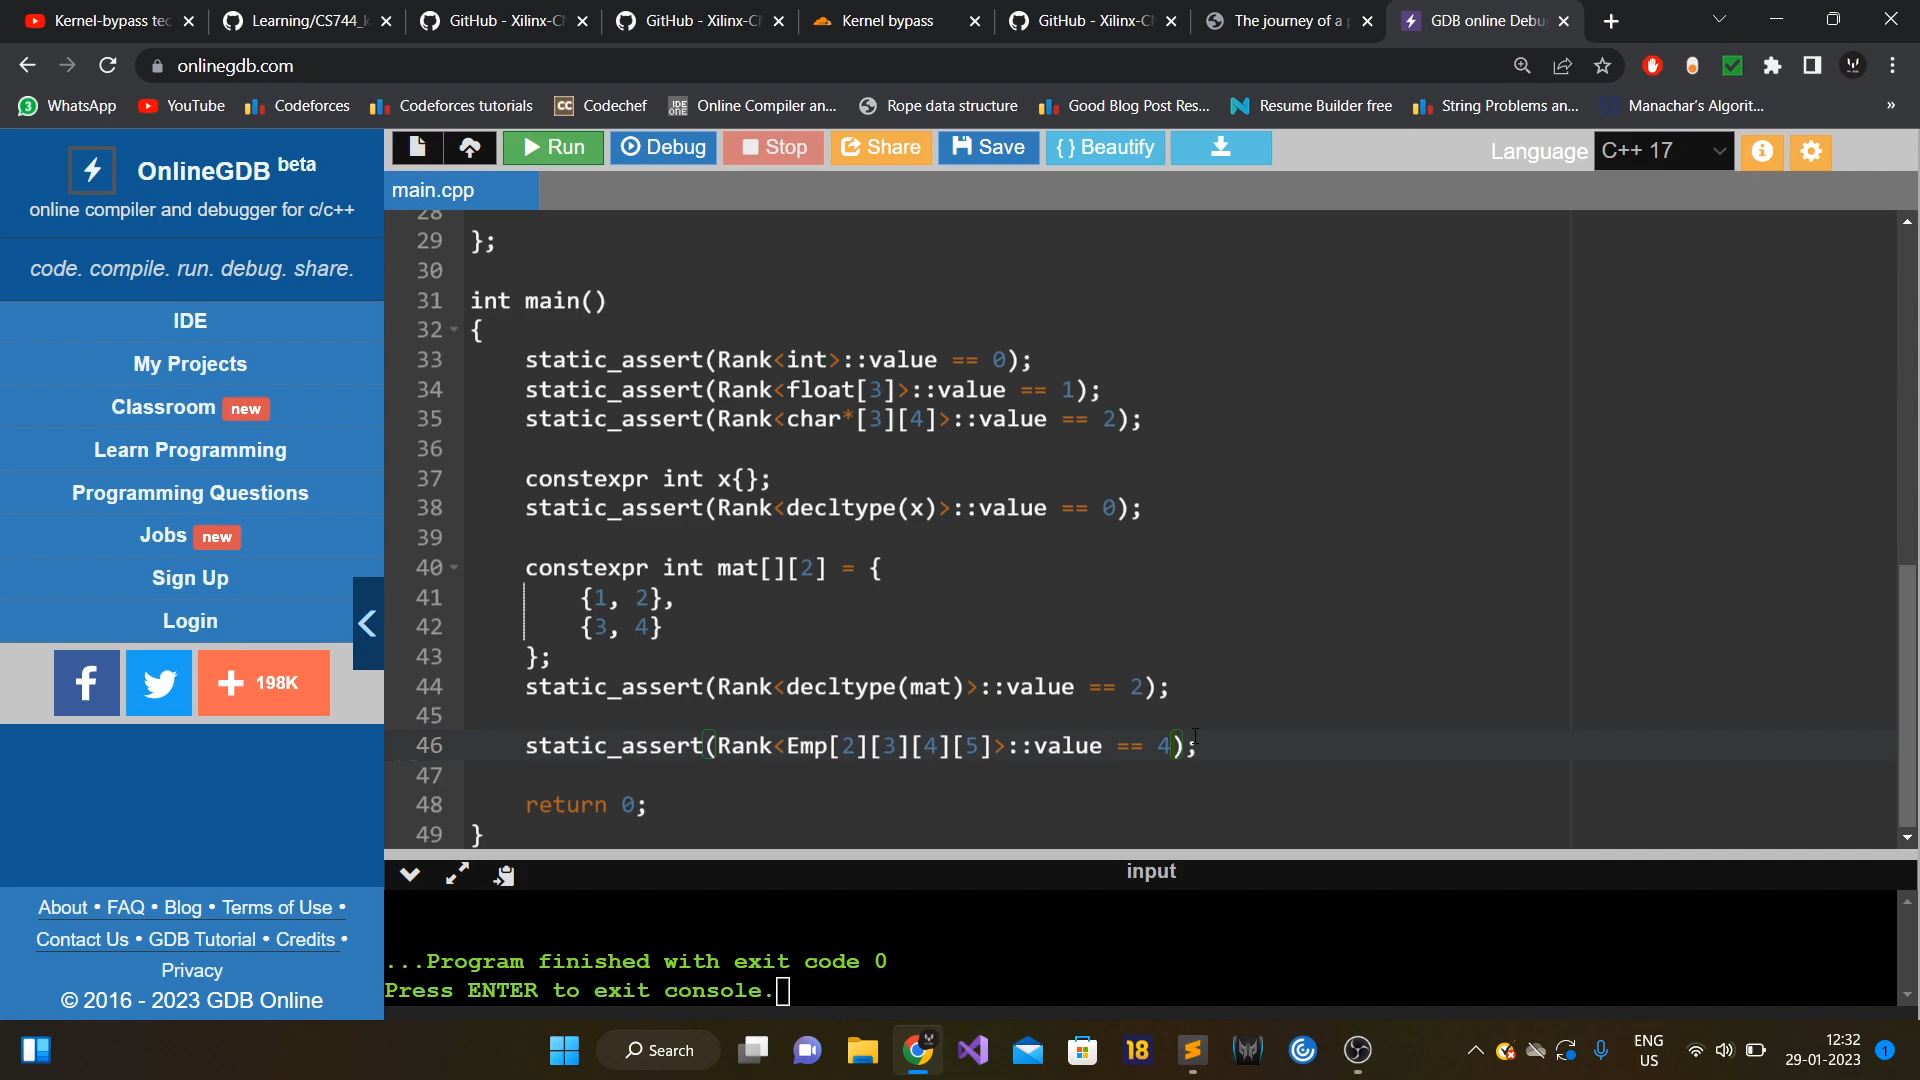 Kernel-bypass tec
Learning/CS744_k
GitHub - Xilinx-C
GitHub - Xilinx-C
Kernel bypass
GitHub - Xilinx-C
The journey of a
GDB online Debu
onlinegdb.com
WhatsApp
YouTube
Codeforces
Codeforces tutorials
CC Codechef
IDE ONE Online Compiler an...
Rope data structure
Good Blog Post Res...
Resume Builder free
String Problems an...
Manachar's Algorit...
»
OnlineGDB beta
online compiler and debugger for c/c++
code. compile. run. debug. share.
IDE
My Projects
Classroom new
Learn Programming
Programming Questions
Jobs new
Sign Up
Login
f + 198K
About • FAQ • Blog • Terms of Use •
Contact Us • GDB Tutorial • Credits •
Privacy
© 2016 - 2023 GDB Online
Run Debug Stop Share Save { } Beautify
Language C++ 17
main.cpp
28
29 };
30
31 int main()
32 {
33 static_assert(Rank<int>::value == 0);
34 static_assert(Rank<float[3]>::value == 1);
35 static_assert(Rank<char*[3][4]>::value == 2);
36
37 constexpr int x{};
38 static_assert(Rank<decltype(x)>::value == 0);
39
40 constexpr int mat[][2] = {
41 {1, 2},
42 {3, 4}
43 };
44 static_assert(Rank<decltype(mat)>::value == 2);
45
46 static_assert(Rank<Emp[2][3][4][5]>::value == 4);
47
48 return 0;
49 }
input
...Program finished with exit code 0
Press ENTER to exit console.
Search
18
ENG
US
12:32
29-01-2023
1